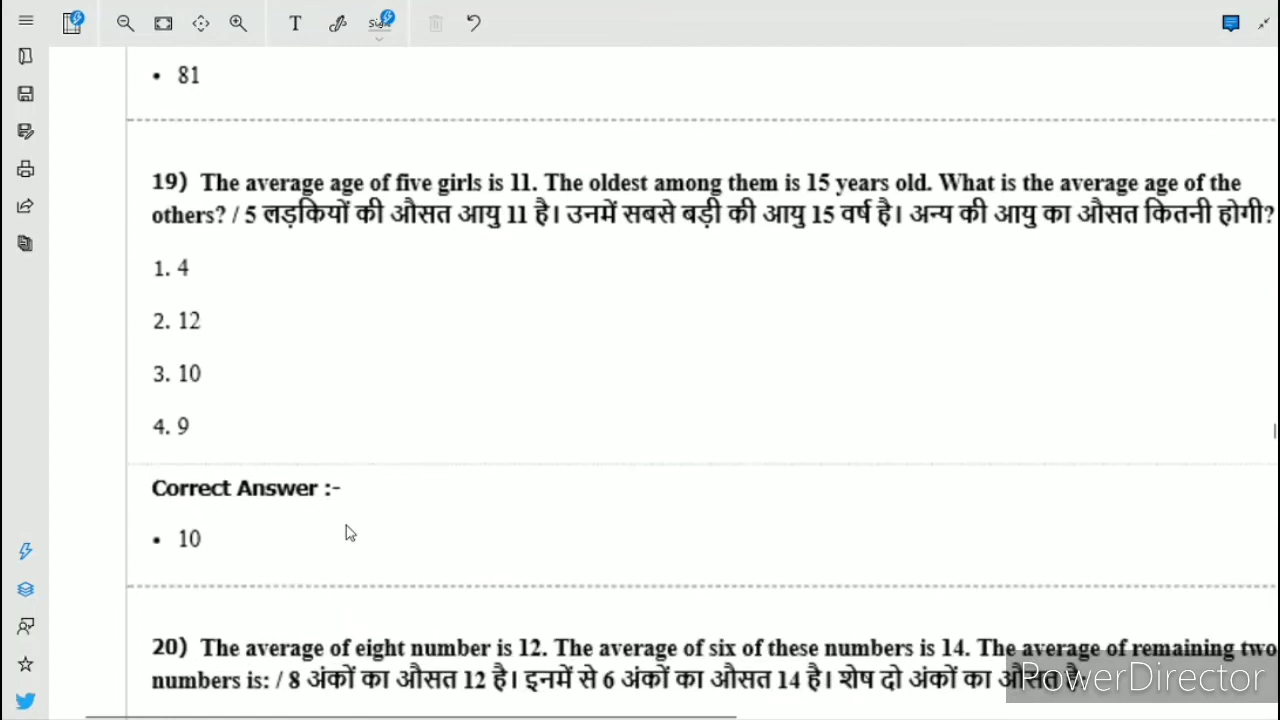 Sign
• 81
19) The average age of five girls is 11. The oldest among them is 15 years old. What is the average age of the
others? / 5 लड़कियों की औसत आयु 11 है। उनमें सबसे बड़ी की आयु 15 वर्ष है। अन्य की आयु का औसत कितनी होगी?
1. 4
2. 12
3. 10
4. 9
Correct Answer :-
• 10
20) The average of eight number is 12. The average of six of these numbers is 14. The average of remaining two
numbers is: / 8 अंकों का औसत 12 है। इनमें से 6 अंकों का औसत 14 है। शेष दो अंकों का औसत है
PowerDirector